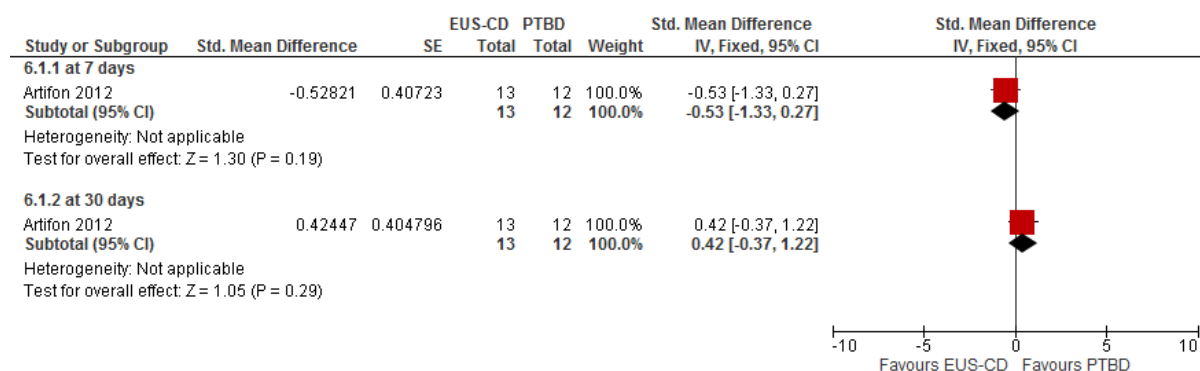 EUS-CD PTBD Std. Mean Difference Std. Mean Difference
Study or Subgroup Std. Mean Difference SE Total Total Weight IV, Fixed, 95% CI IV, Fixed, 95% CI
6.1.1 at 7 days
Artifon 2012 -0.52821 0.40723 13 12 100.0% -0.53 [-1.33, 0.27]
Subtotal (95% CI) 13 12 100.0% -0.53 [-1.33, 0.27]
Heterogeneity: Not applicable
Test for overall effect: Z = 1.30 (P = 0.19)
6.1.2 at 30 days
Artifon 2012 0.42447 0.404796 13 12 100.0% 0.42 [-0.37, 1.22]
Subtotal (95% CI) 13 12 100.0% 0.42 [-0.37, 1.22]
Heterogeneity: Not applicable
Test for overall effect: Z = 1.05 (P = 0.29)
-10 -5 0 5 10
Favours EUS-CD Favours PTBD